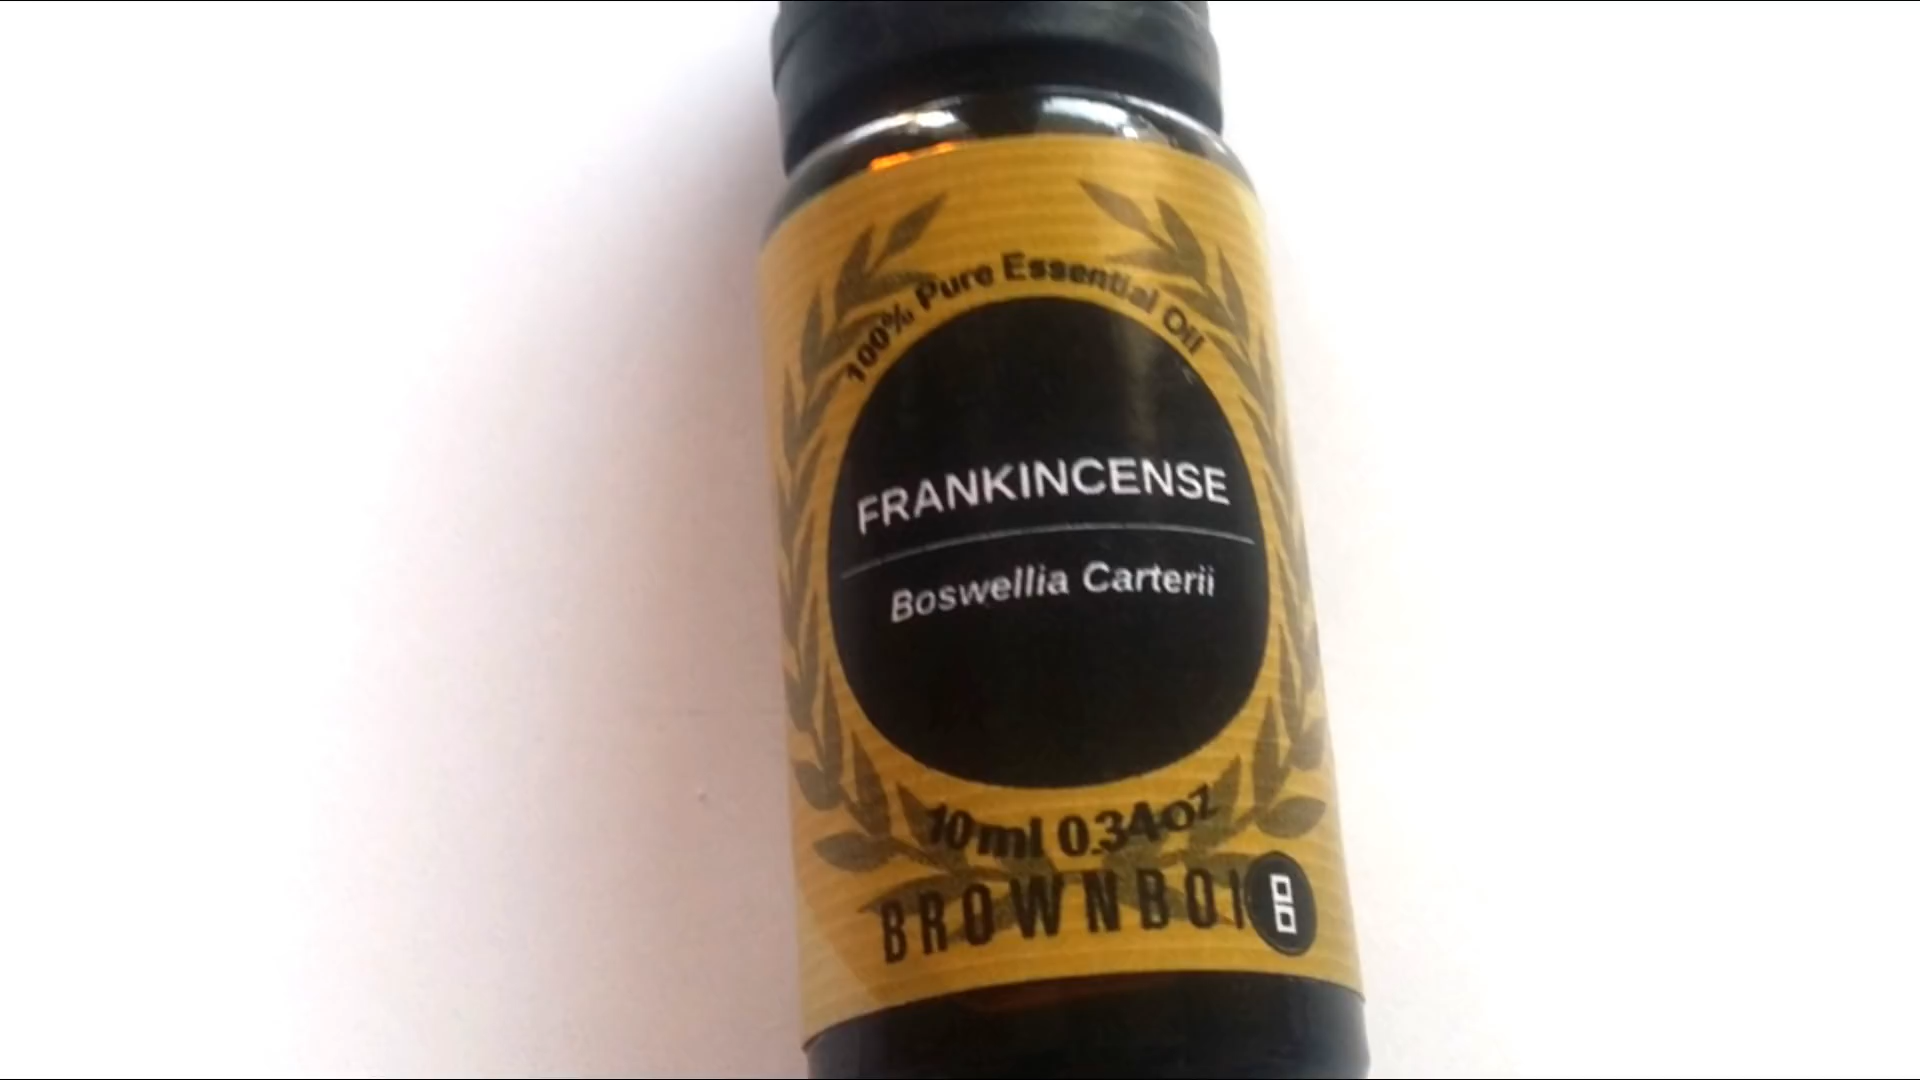 100% Pure Essential Oil
FRANKINCENSE
Boswellia Carterii
10ml 0.34oz
BROWNBOI